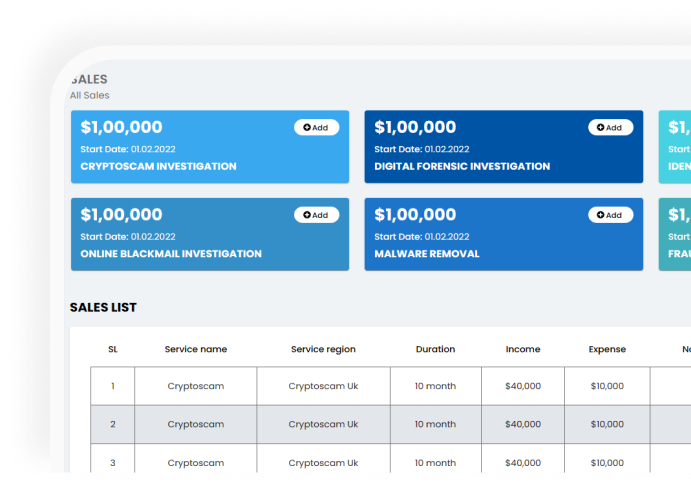 SALES
All Sales
$1,00,000
Add
Start Date: 01.02.2022
CRYPTOSCAM INVESTIGATION
$1,00,000
Add
Start Date: 01.02.2022
DIGITAL FORENSIC INVESTIGATION
$1,
Start
$1,00,000
Add
Start Date: 01.02.2022
ONLINE BLACKMAIL INVESTIGATION
$1,00,000
Add
Start Date: 01.02.2022
MALWARE REMOVAL
$1,
Start
SALES LIST
SL Service name Service region Duration Income Expense
1 Cryptoscam Cryptoscam Uk 10 month $40,000 $10,000
2 Cryptoscam Cryptoscam Uk 10 month $40,000 $10,000
3 Cryptoscam Cryptoscam Uk 10 month $40,000 $10,000